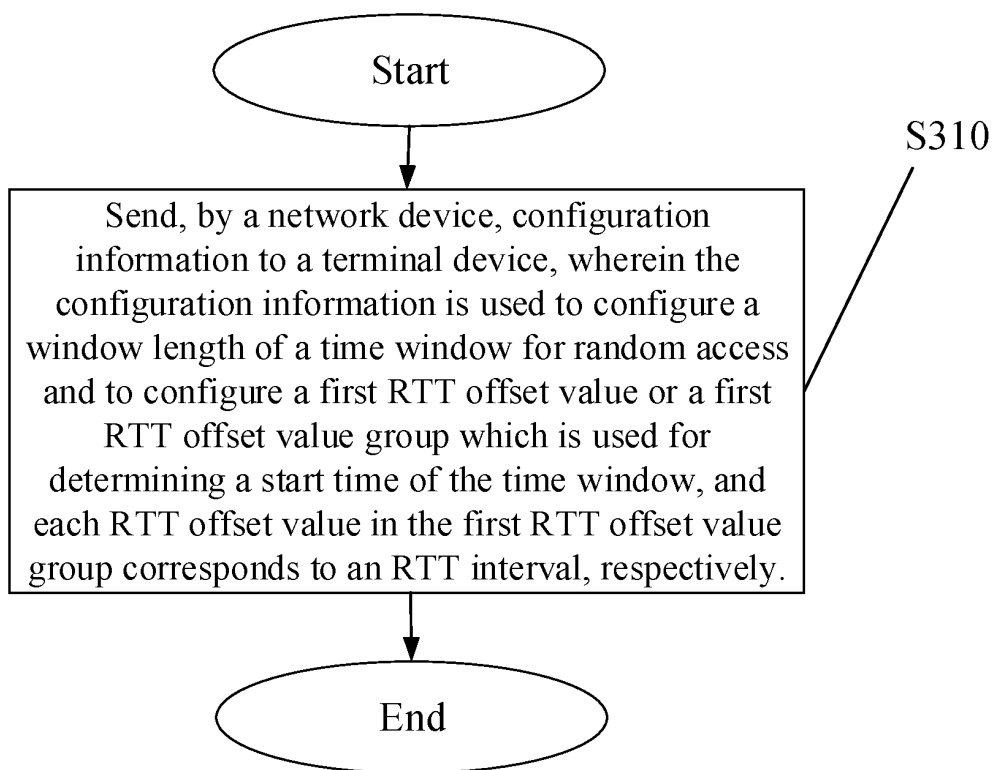 Start
S310
Send, by a network device, configuration
information to a terminal device, wherein the
configuration information is used to configure a
window length of a time window for random access
and to configure a first RTT offset value or a first
RTT offset value group which is used for
determining a start time of the time window, and
each RTT offset value in the first RTT offset value
group corresponds to an RTT interval, respectively.
End